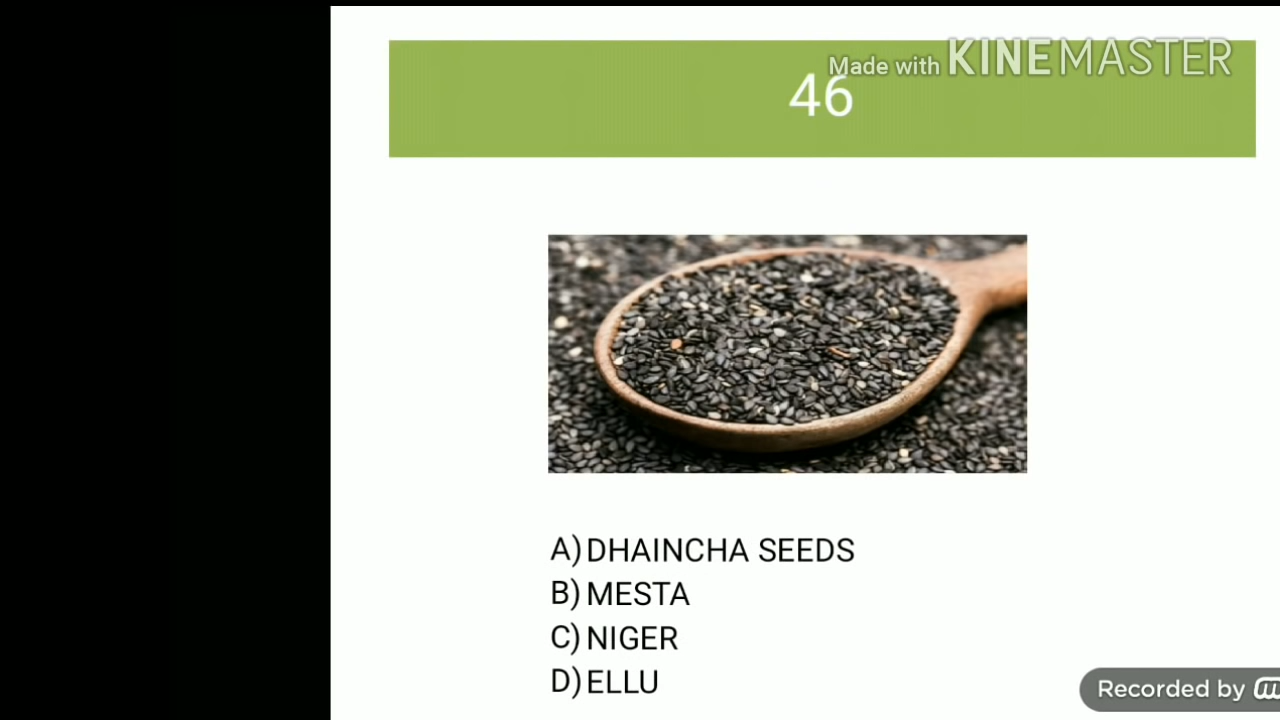 Made with KINEMASTER
46
A) DHAINCHA SEEDS
B) MESTA
C) NIGER
D) ELLU
Recorded by